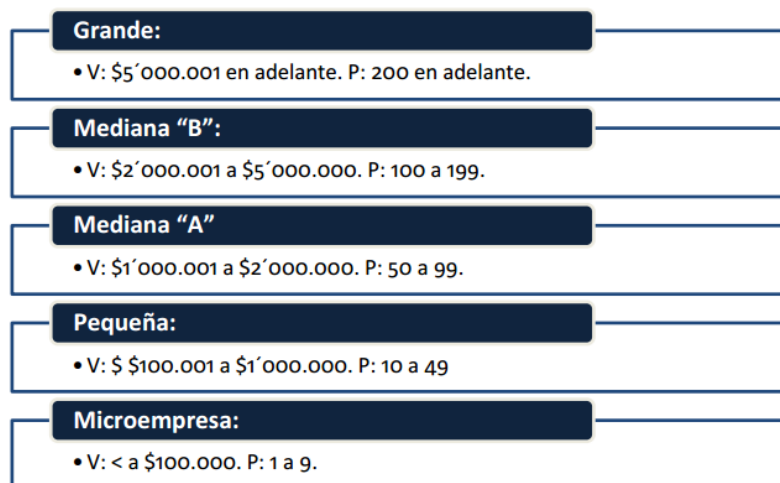 Grande:
• V: $5´000.001 en adelante. P: 200 en adelante.
Mediana “B”:
• V: $2´000.001 a $5´000.000. P: 100 a 199.
Mediana “A”
• V: $1´000.001 a $2´000.000. P: 50 a 99.
Pequeña:
• V: $ $100.001 a $1´000.000. P: 10 a 49
Microempresa:
• V: < a $100.000. P: 1 a 9.